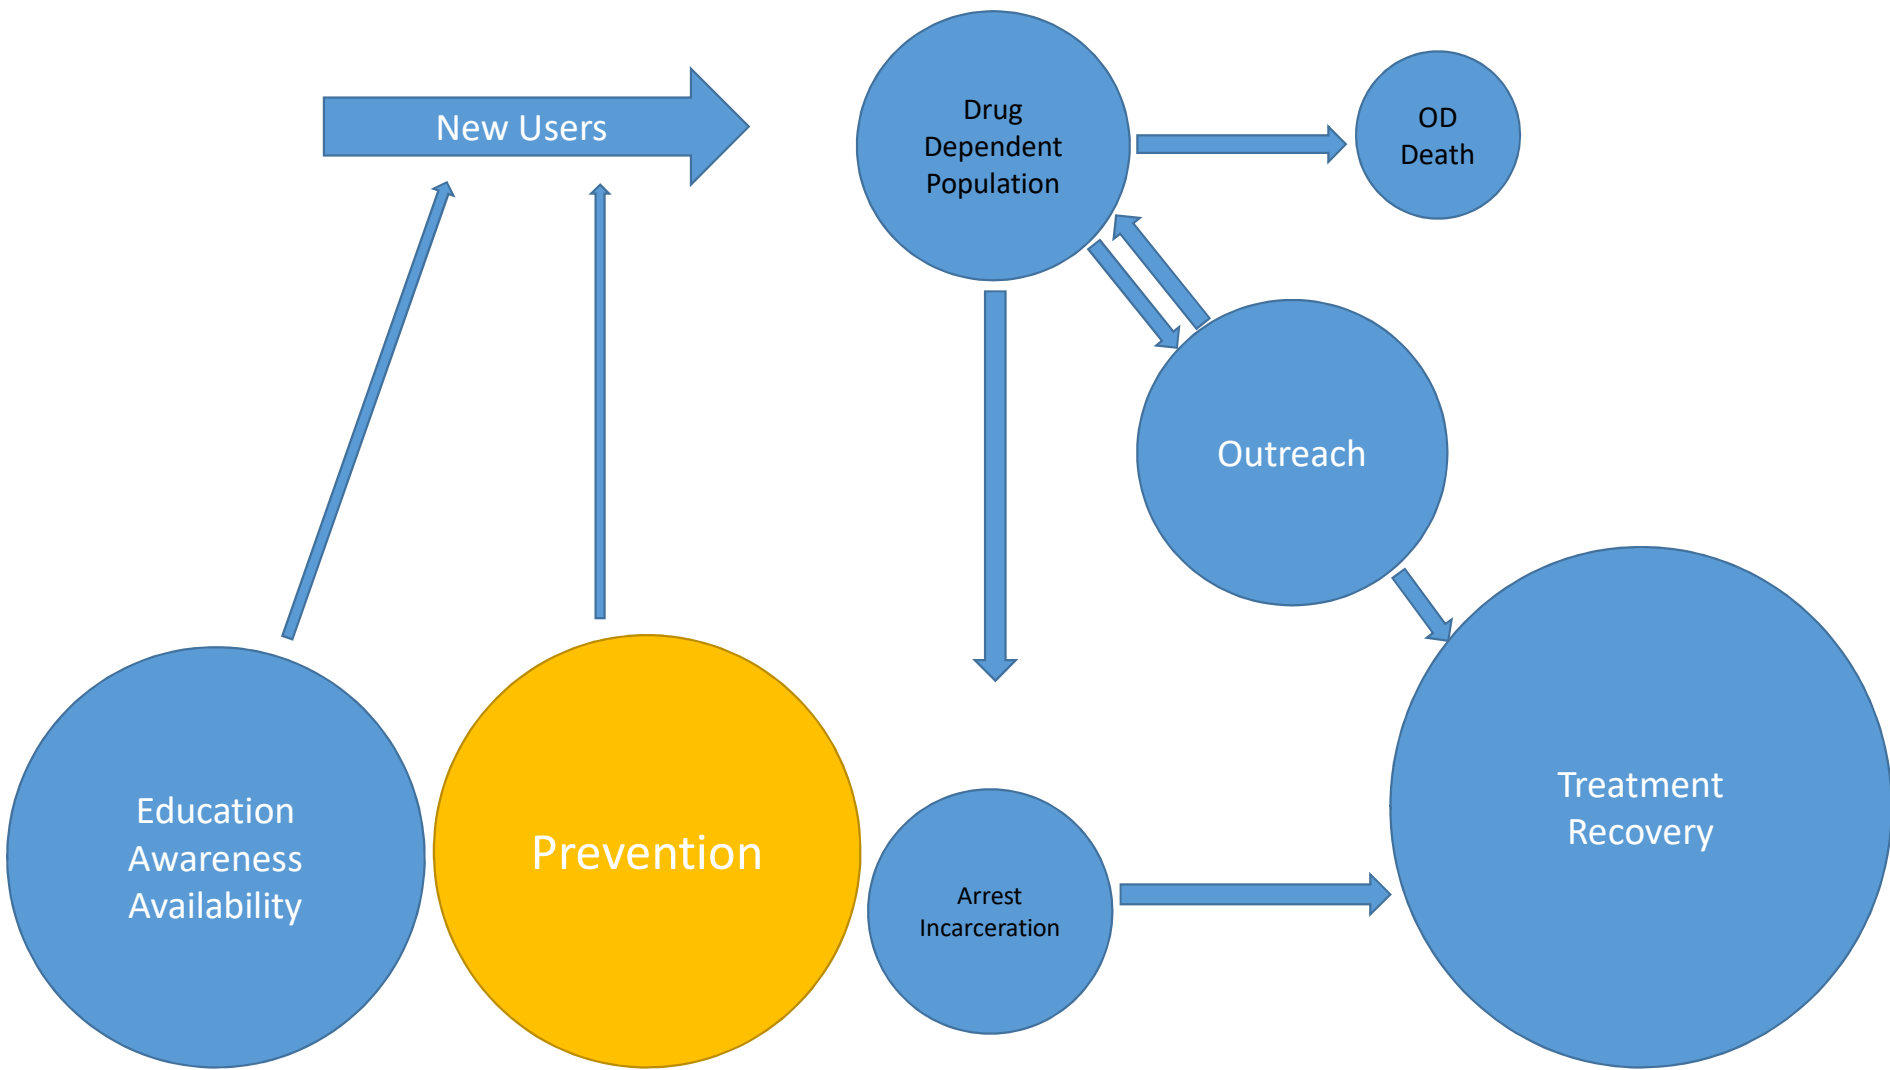 New Users
Drug
Dependent
Population
OD
Death
Outreach
Education
Awareness
Availability
Prevention
Arrest
Incarceration
Treatment
Recovery